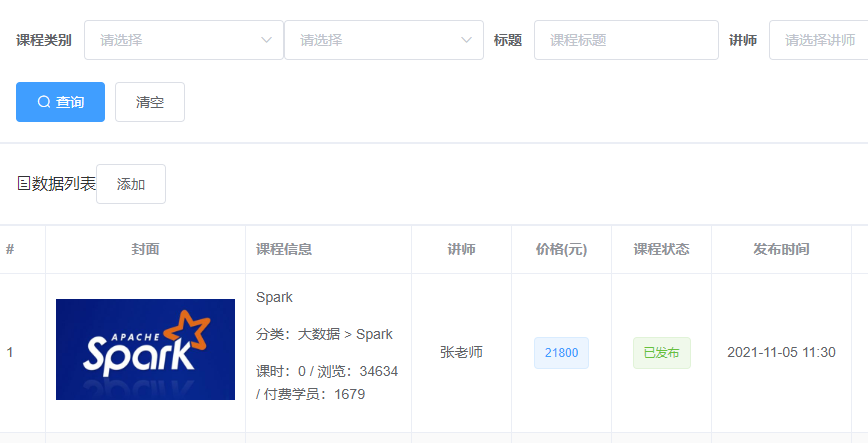 课程类别 请选择 请选择 标题 课程标题 讲师 请选择讲师
查询 清空
数据列表 添加
# 封面 课程信息 讲师 价格(元) 课程状态 发布时间
Spark
APACHE
Spark
分类：大数据 > Spark
1 张老师 21800 已发布 2021-11-05 11:30
课时：0 / 浏览：34634
/ 付费学员：1679